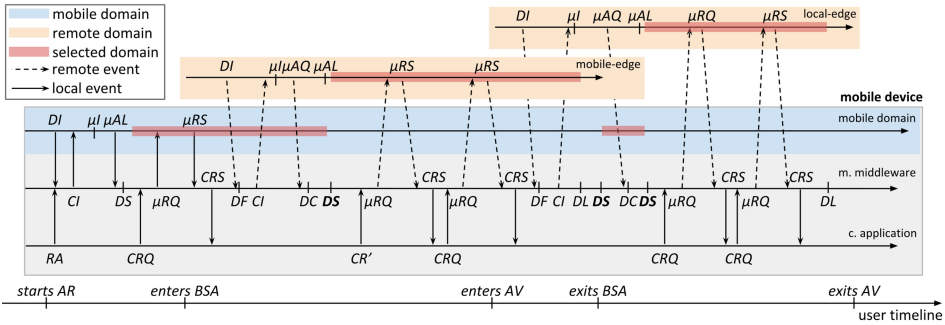 mobile domain
remote domain
selected domain
remote event
local event
DI µI µAQ µAL µRQ µRS local-edge
DI µI µAQ µAL µRS µRS mobile-edge
mobile device
DI µI µAL µRS mobile domain
CRS CRS CRS CRS CRS m. middleware
CI DS µRQ DF CI DC DS µRQ µRQ DF CI DL DS DC DS µRQ µRQ DL
c. application
RA CRQ CR’ CRQ CRQ CRQ
starts AR enters BSA enters AV exits BSA exits AV
user timeline